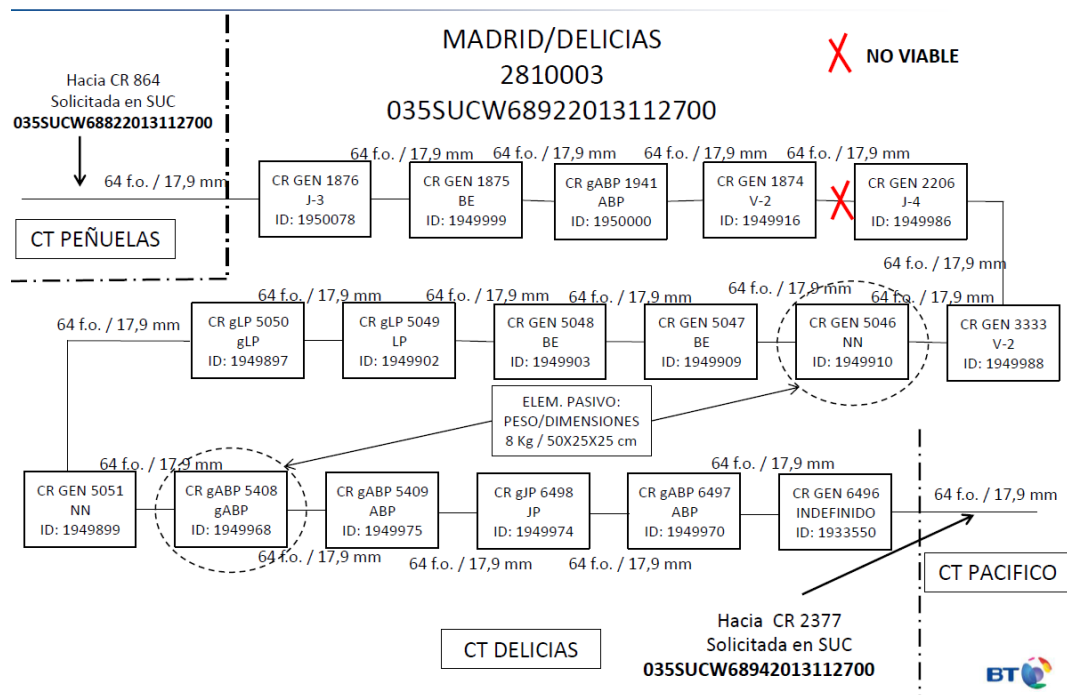 MADRID/DELICIAS
2810003
035SUCW68922013112700
NO VIABLE
Hacia CR 864
Solicitada en SUC
035SUCW68822013112700
64 f.o. / 17,9 mm
64 f.o. / 17,9 mm
64 f.o. / 17,9 mm
64 f.o. / 17,9 mm
64 f.o. / 17,9 mm
CT PEÑUELAS
CR GEN 1876
J-3
ID: 1950078
CR GEN 1875
BE
ID: 1949999
CR gABP 1941
ABP
ID: 1950000
CR GEN 1874
V-2
ID: 1949916
CR GEN 2206
J-4
ID: 1949986
64 f.o. / 17,9 mm
64 f.o. / 17,9 mm
64 f.o. / 17,9 mm
64 f.o. / 17,9 mm
64 f.o. / 17,9 mm
64 f.o. / 17,9 mm
64 f.o. / 17,9 mm
CR gLP 5050
gLP
ID: 1949897
CR gLP 5049
LP
ID: 1949902
CR GEN 5048
BE
ID: 1949903
CR GEN 5047
BE
ID: 1949909
CR GEN 5046
NN
ID: 1949910
CR GEN 3333
V-2
ID: 1949988
ELEM. PASIVO:
PESO/DIMENSIONES
8 Kg / 50X25X25 cm
64 f.o. / 17,9 mm
64 f.o. / 17,9 mm
64 f.o. / 17,9 mm
CR GEN 5051
NN
ID: 1949899
CR gABP 5408
gABP
ID: 1949968
CR gABP 5409
ABP
ID: 1949975
CR gJP 6498
JP
ID: 1949974
CR gABP 6497
ABP
ID: 1949970
CR GEN 6496
INDEFINIDO
ID: 1933550
64 f.o. / 17,9 mm
64 f.o. / 17,9 mm
64 f.o. / 17,9 mm
CT PACIFICO
CT DELICIAS
Hacia CR 2377
Solicitada en SUC
035SUCW68942013112700
BT